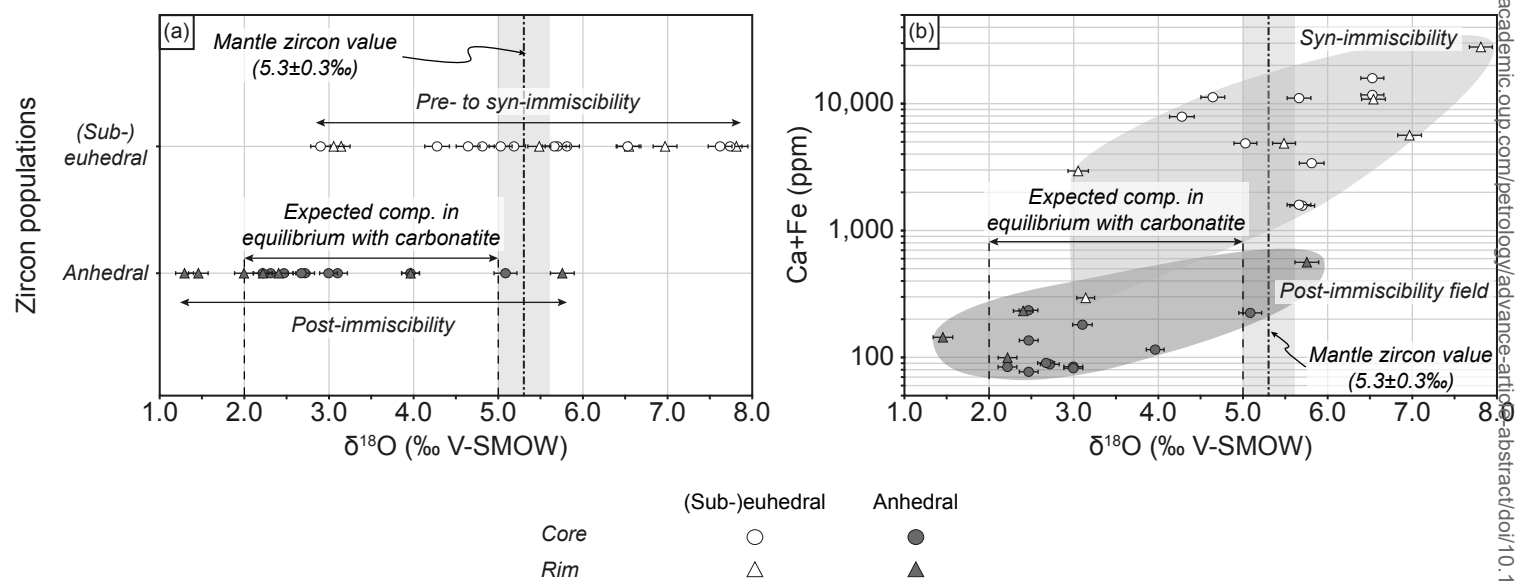 (a)
Mantle zircon value
(5.3±0.3‰)
Pre- to syn-immiscibility
Zircon populations
(Sub-)
euhedral
Expected comp. in
equilibrium with carbonatite
Anhedral
Post-immiscibility
1.0 2.0 3.0 4.0 5.0 6.0 7.0 8.0
δ¹⁸O (‰ V-SMOW)
(b)
Syn-immiscibility
Ca+Fe (ppm)
10,000
Expected comp. in
equilibrium with carbonatite
1,000
Post-immiscibility field
100
Mantle zircon value
(5.3±0.3‰)
1.0 2.0 3.0 4.0 5.0 6.0 7.0 8.0
δ¹⁸O (‰ V-SMOW)
(Sub-)euhedral Anhedral
Core
Rim
academic.oup.com/petrology/advance-article-abstract/doi/10.1